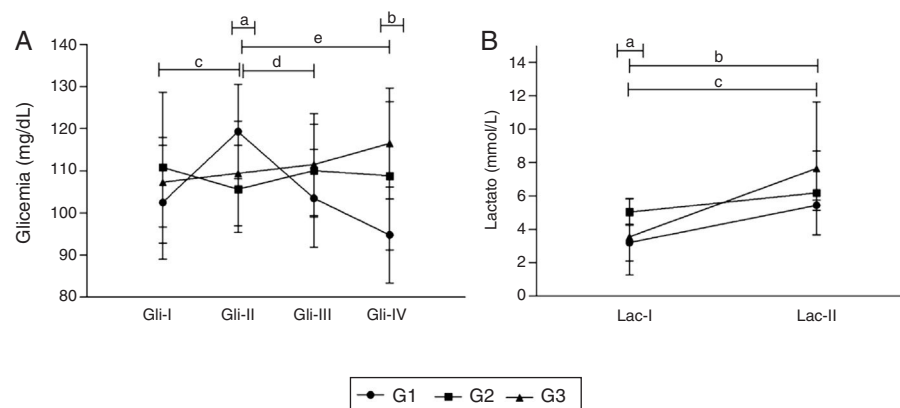 A
a
b
e
c
d
Glicemia (mg/dL)
140
130
120
110
100
90
80
Gli-I Gli-II Gli-III Gli-IV
B
a
b
c
Lactato (mmol/L)
14
12
10
8
6
4
2
0
Lac-I Lac-II
G1 G2 G3